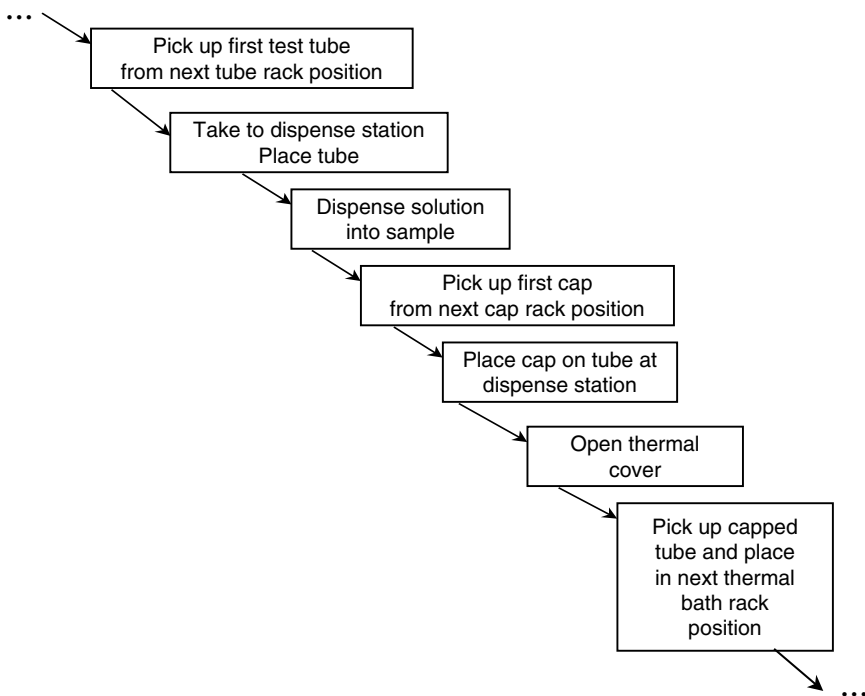 ...
Pick up first test tube
from next tube rack position
Take to dispense station
Place tube
Dispense solution
into sample
Pick up first cap
from next cap rack position
Place cap on tube at
dispense station
Open thermal
cover
Pick up capped
tube and place
in next thermal
bath rack
position
...